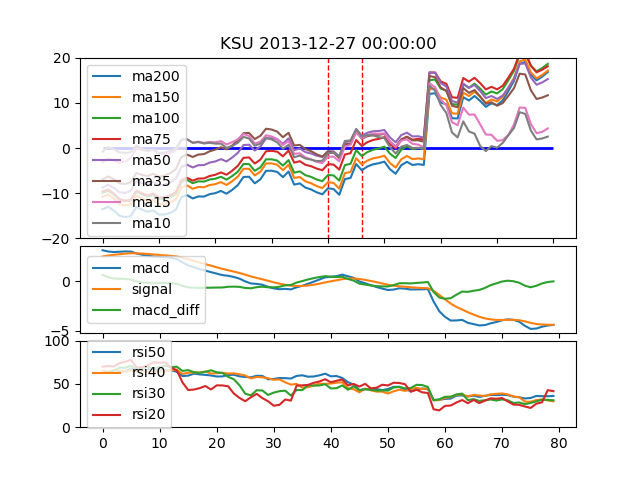 KSU 2013-12-27 00:00:00
20
10
0
−10
−20
ma200
ma150
ma100
ma75
ma50
ma35
ma15
ma10
0
−5
macd
signal
macd_diff
100
50
0
rsi50
rsi40
rsi30
rsi20
0 10 20 30 40 50 60 70 80